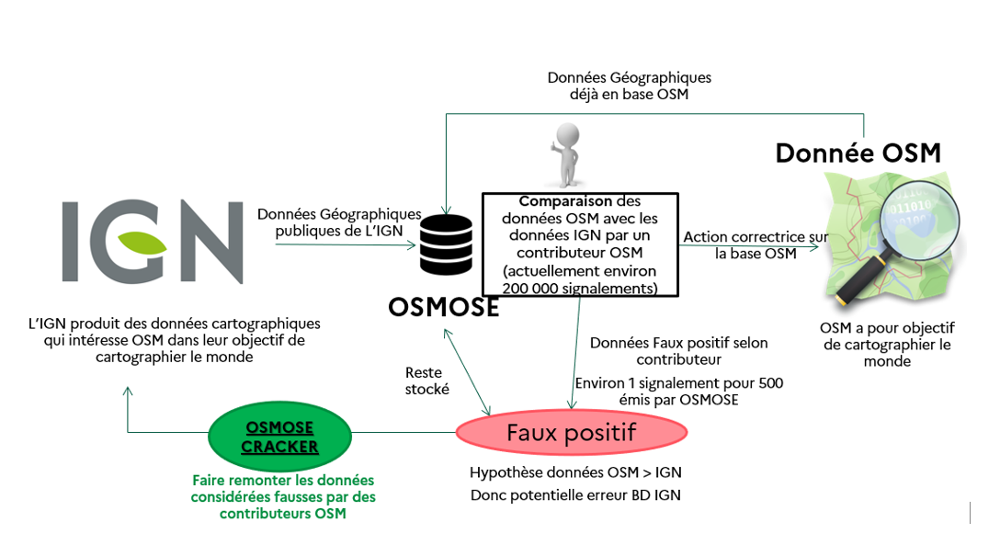 Données Géographiques
déjà en base OSM
Donnée OSM
IGN
Données Géographiques
publiques de L'IGN
Comparaison des
données OSM avec les
données IGN par un
contributeur OSM
(actuellement environ
200 000 signalements)
Action correctrice sur
la base OSM
OSMOSE
L'IGN produit des données cartographiques
qui intéresse OSM dans leur objectif de
cartographier le monde
OSM a pour objectif
de cartographier le
monde
Données Faux positif selon
contributeur
Reste
stocké
Environ 1 signalement pour 500
émis par OSMOSE
OSMOSE
CRACKER
Faux positif
Faire remonter les données
considérées fausses par des
contributeurs OSM
Hypothèse données OSM > IGN
Donc potentielle erreur BD IGN